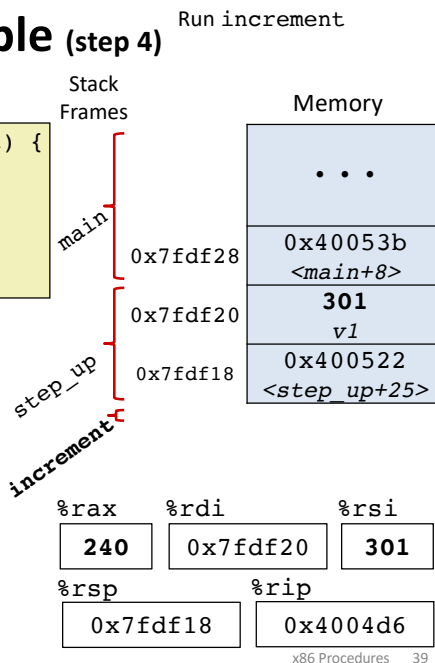 ple (step 4)
Run increment
) {
Stack
Frames
Memory
• • •
main
0x7fdf28
0x40053b
<main+8>
0x7fdf20
301
v1
step_up
0x7fdf18
0x400522
<step_up+25>
increment
%rax %rdi %rsi
240 0x7fdf20 301
%rsp %rip
0x7fdf18 0x4004d6
x86 Procedures 39